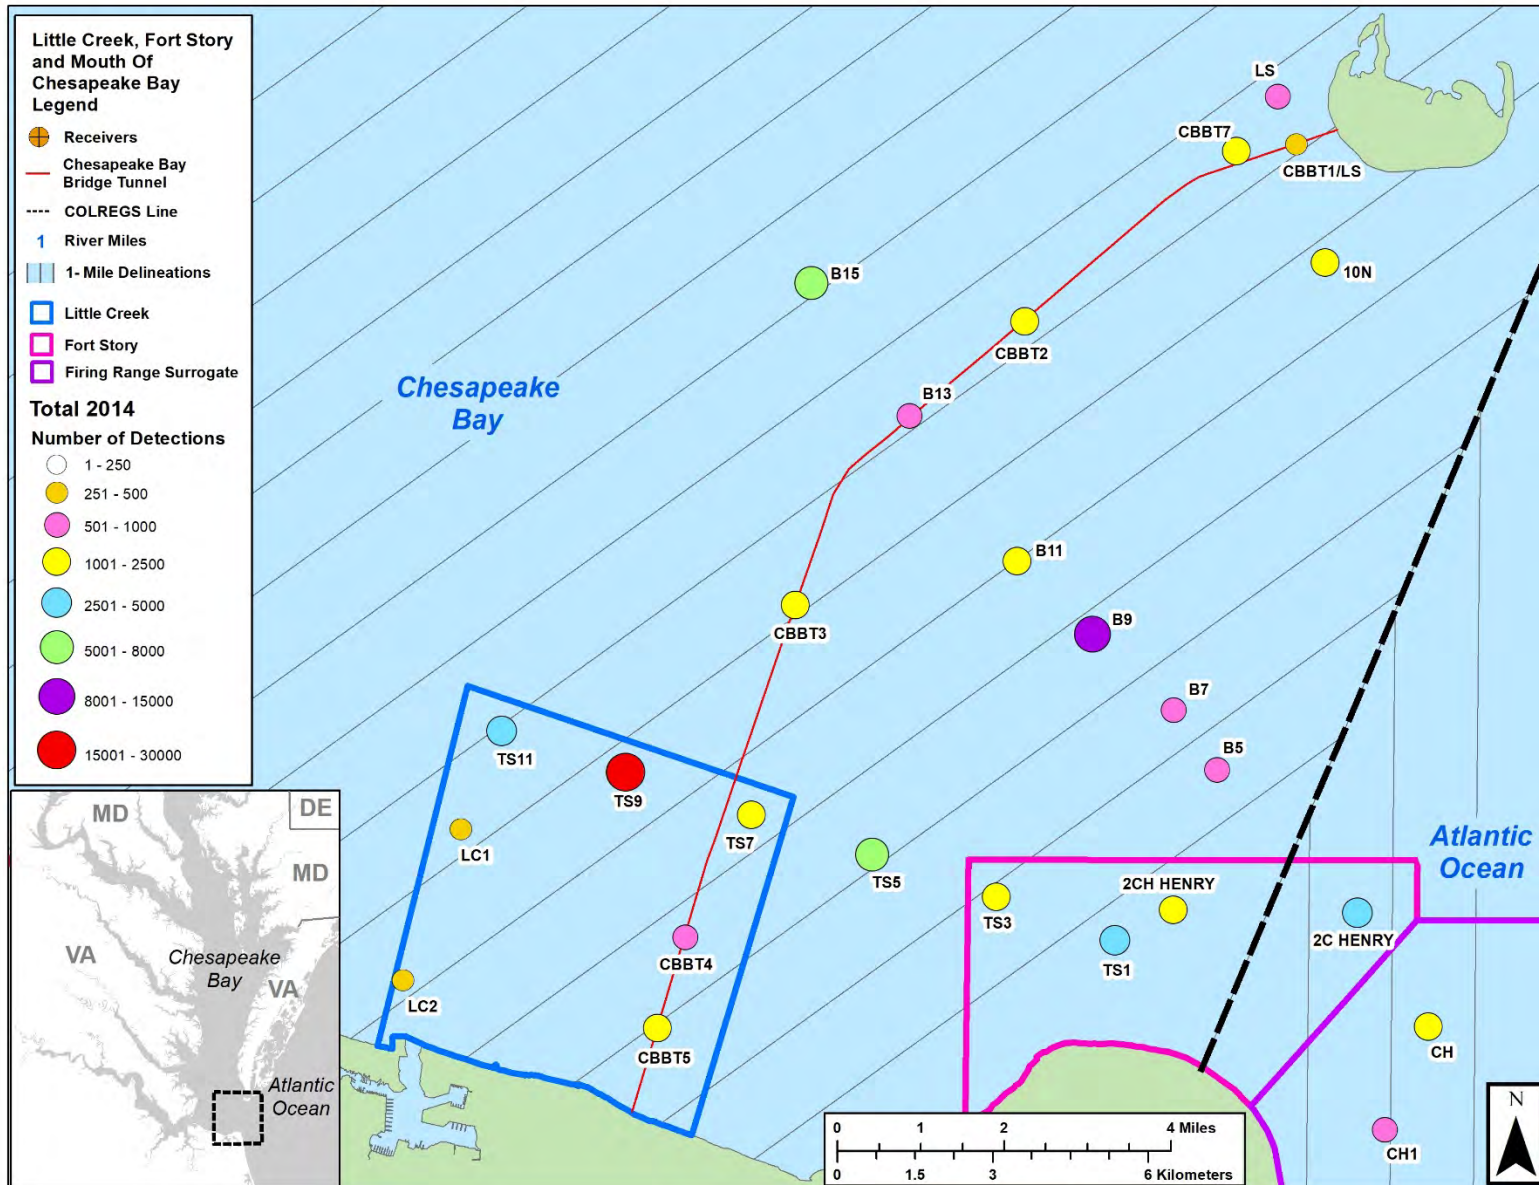 Little Creek, Fort Story
and Mouth Of
Chesapeake Bay
Legend
Receivers
Chesapeake Bay
Bridge Tunnel
COLREGS Line
1 River Miles
1- Mile Delineations
Little Creek
Fort Story
Firing Range Surrogate
Total 2014
Number of Detections
1 - 250
251 - 500
501 - 1000
1001 - 2500
2501 - 5000
5001 - 8000
8001 - 15000
15001 - 30000
LS
CBBT7
CBBT1/LS
10N
B15
CBBT2
Chesapeake
Bay
B13
B11
CBBT3
B9
B7
B5
TS11
TS9
TS7
LC1
TS5
Atlantic
Ocean
2CH HENRY
TS3
2C HENRY
TS1
CBBT4
LC2
CBBT5
CH
CH1
MD
DE
MD
VA
Chesapeake
Bay
VA
Atlantic
Ocean
0 1 2 4 Miles
0 1.5 3 6 Kilometers
N